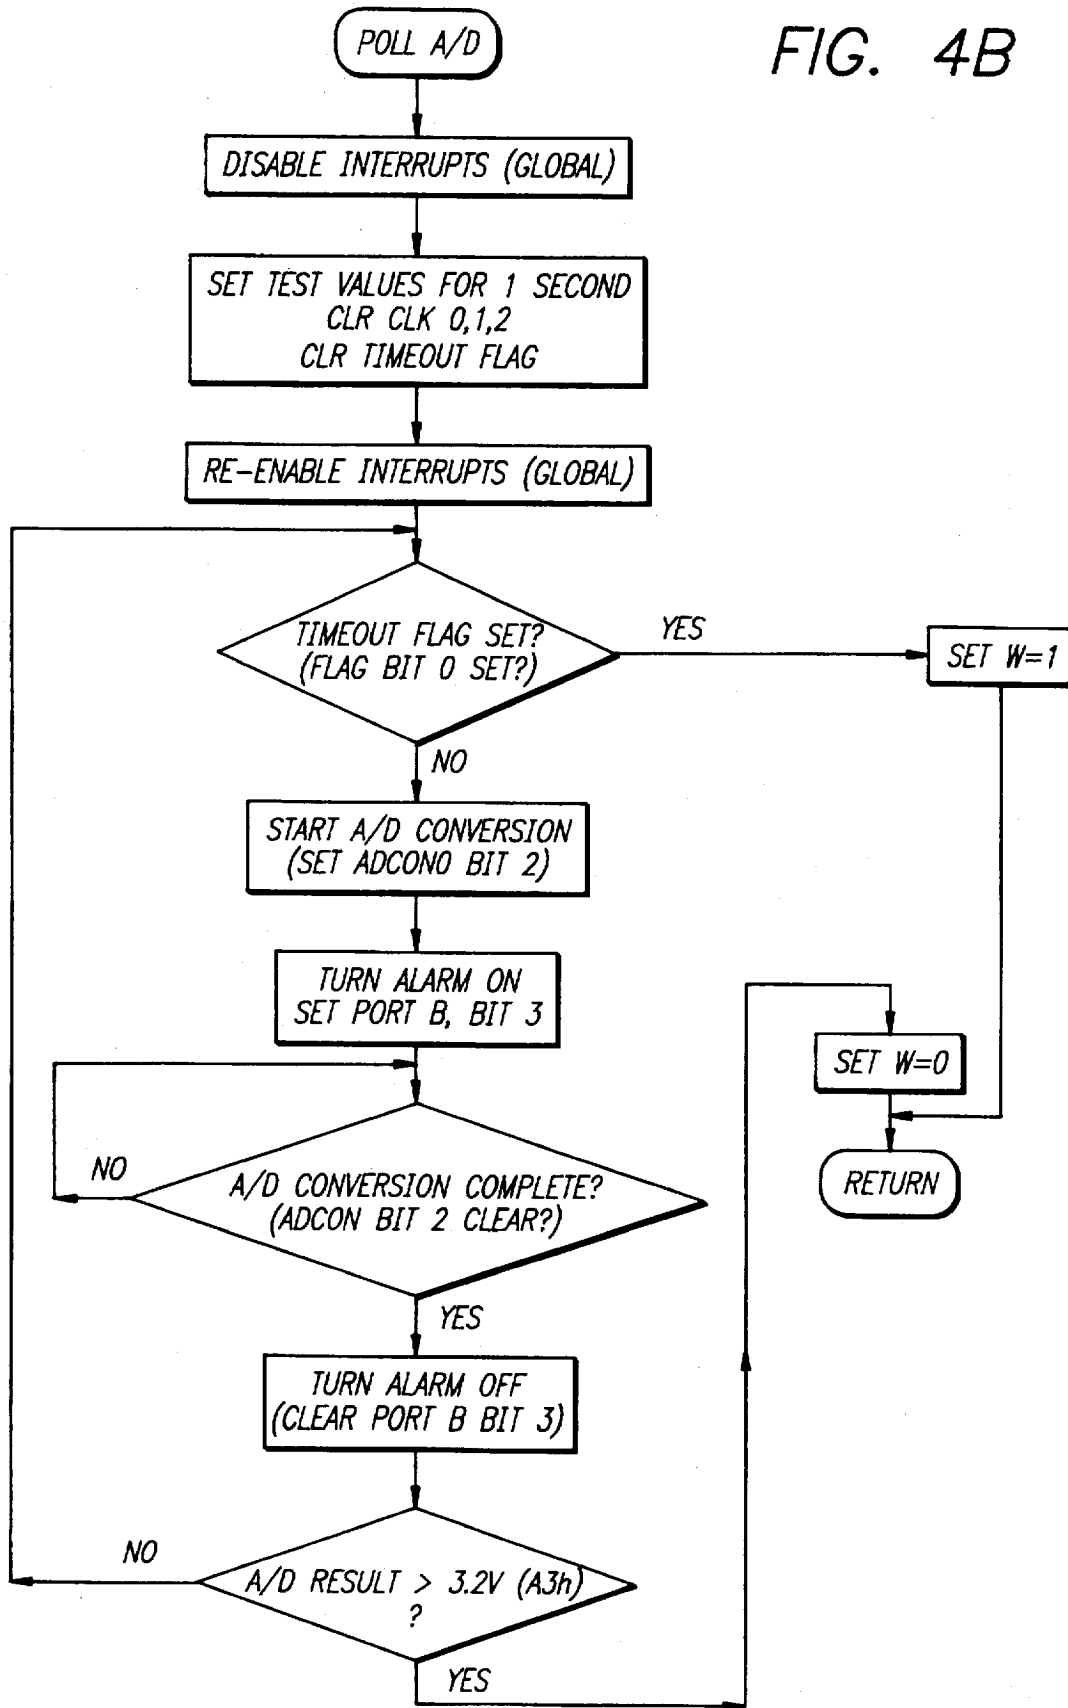 POLL A/D
FIG. 4B
DISABLE INTERRUPTS (GLOBAL)
SET TEST VALUES FOR 1 SECOND
CLR CLK 0,1,2
CLR TIMEOUT FLAG
RE-ENABLE INTERRUPTS (GLOBAL)
TIMEOUT FLAG SET?
(FLAG BIT 0 SET?)
YES
SET W=1
NO
START A/D CONVERSION
(SET ADCON0 BIT 2)
TURN ALARM ON
SET PORT B, BIT 3
SET W=0
NO
A/D CONVERSION COMPLETE?
(ADCON BIT 2 CLEAR?)
RETURN
YES
TURN ALARM OFF
(CLEAR PORT B BIT 3)
NO
A/D RESULT > 3.2V (A3h)
?
YES